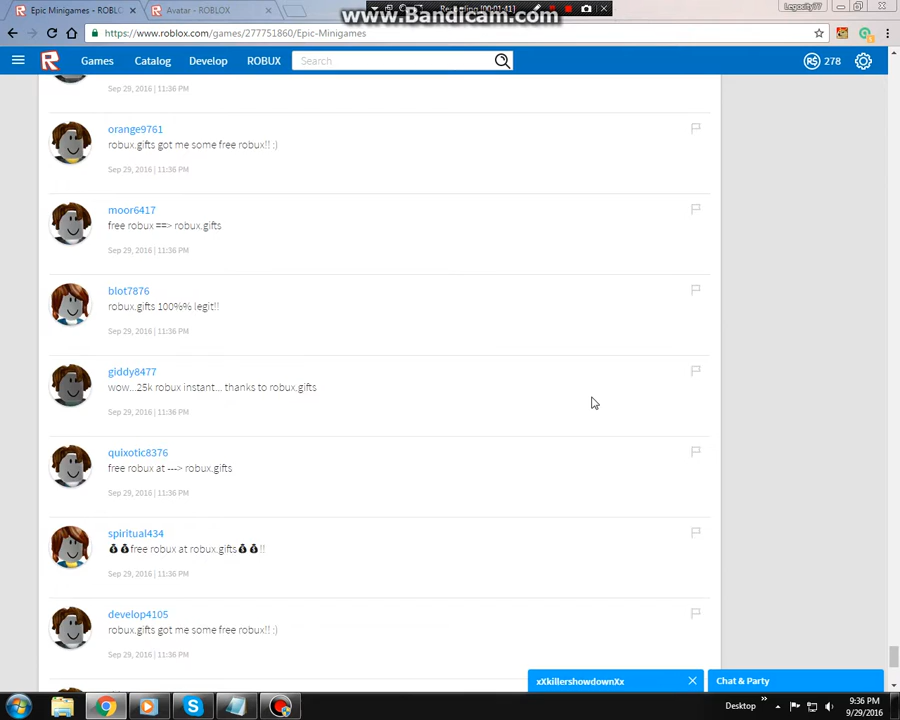 www.Bandicam.com
Recording [00:01:41]
Epic Minigames - ROBLO
Avatar - ROBLOX
Legocity77
https://www.roblox.com/games/277751860/Epic-Minigames
Games
Catalog
Develop
ROBUX
Search
R$ 278
Sep 29, 2016 | 11:36 PM
orange9761
robux.gifts got me some free robux!! :)
Sep 29, 2016 | 11:36 PM
moor6417
free robux ==> robux.gifts
Sep 29, 2016 | 11:36 PM
blot7876
robux.gifts 100%% legit!!
Sep 29, 2016 | 11:36 PM
giddy8477
wow...25k robux instant... thanks to robux.gifts
Sep 29, 2016 | 11:36 PM
quixotic8376
free robux at ---> robux.gifts
Sep 29, 2016 | 11:36 PM
spiritual434
💰💰free robux at robux.gifts💰💰!!
Sep 29, 2016 | 11:36 PM
develop4105
robux.gifts got me some free robux!! :)
Sep 29, 2016 | 11:36 PM
xXkillershowdownXx
Chat & Party
Desktop
9:36 PM
9/29/2016